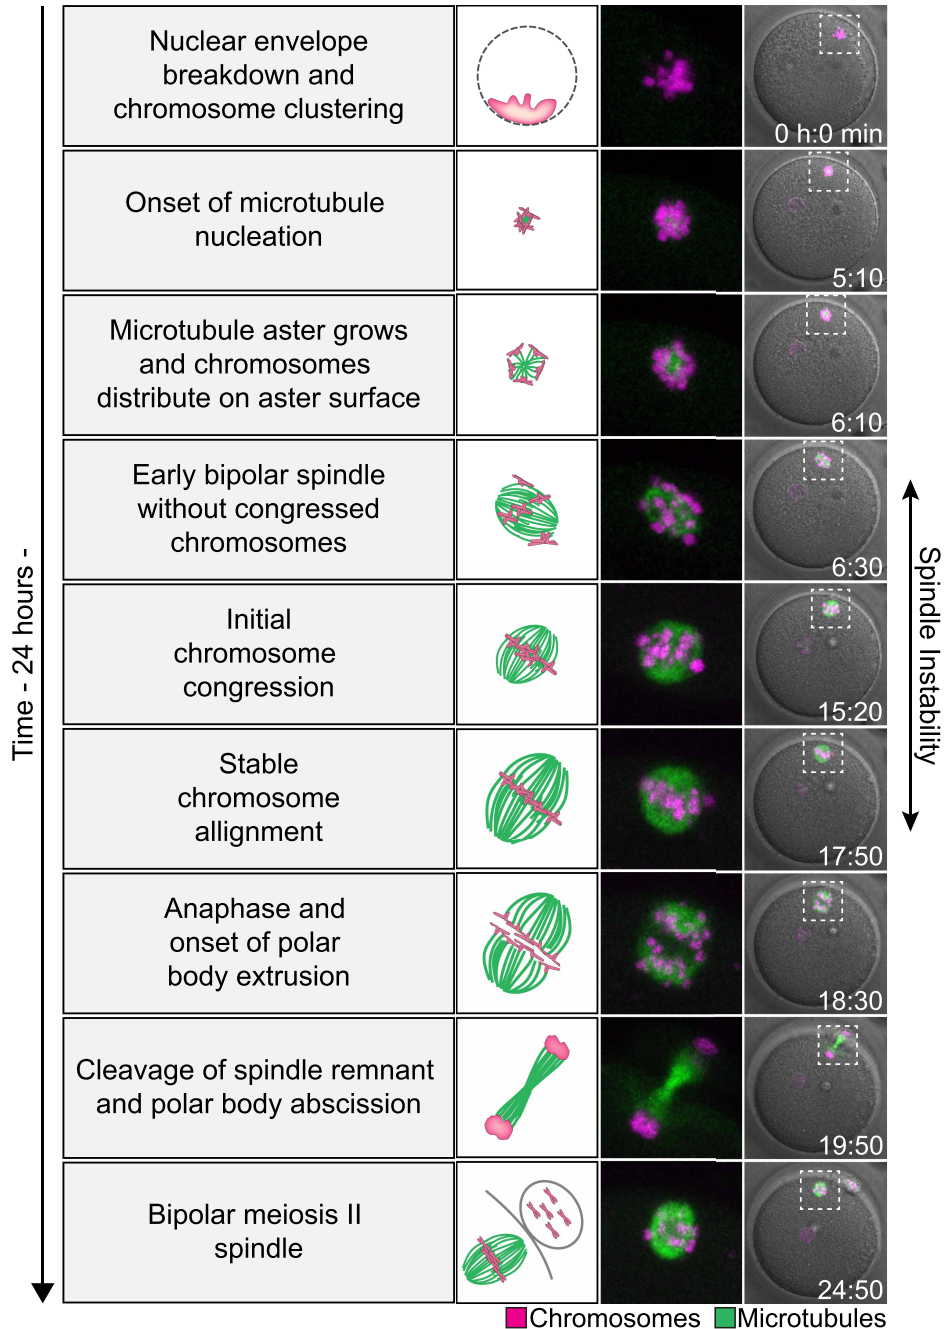 Nuclear envelope
breakdown and
chromosome clustering
0 h:0 min
Onset of microtubule
nucleation
5:10
Microtubule aster grows
and chromosomes
distribute on aster surface
6:10
Early bipolar spindle
without congressed
chromosomes
6:30
Initial
chromosome
congression
15:20
Stable
chromosome
allignment
17:50
Anaphase and
onset of polar
body extrusion
18:30
Cleavage of spindle remnant
and polar body abscission
19:50
Bipolar meiosis II
spindle
24:50
Time - 24 hours -
Spindle Instability
Chromosomes
Microtubules